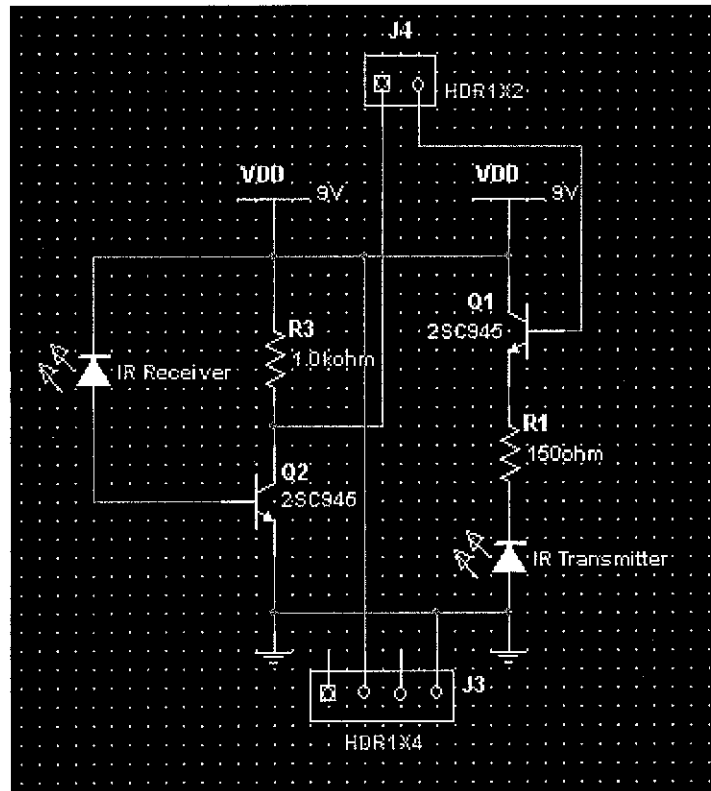 J4
HDR1X2
VDD
9V
VDD
9V
Q1
2SC945
R3
1.0kohm
IR Receiver
R1
150ohm
Q2
2SC945
IR Transmitter
J3
HDR1X4